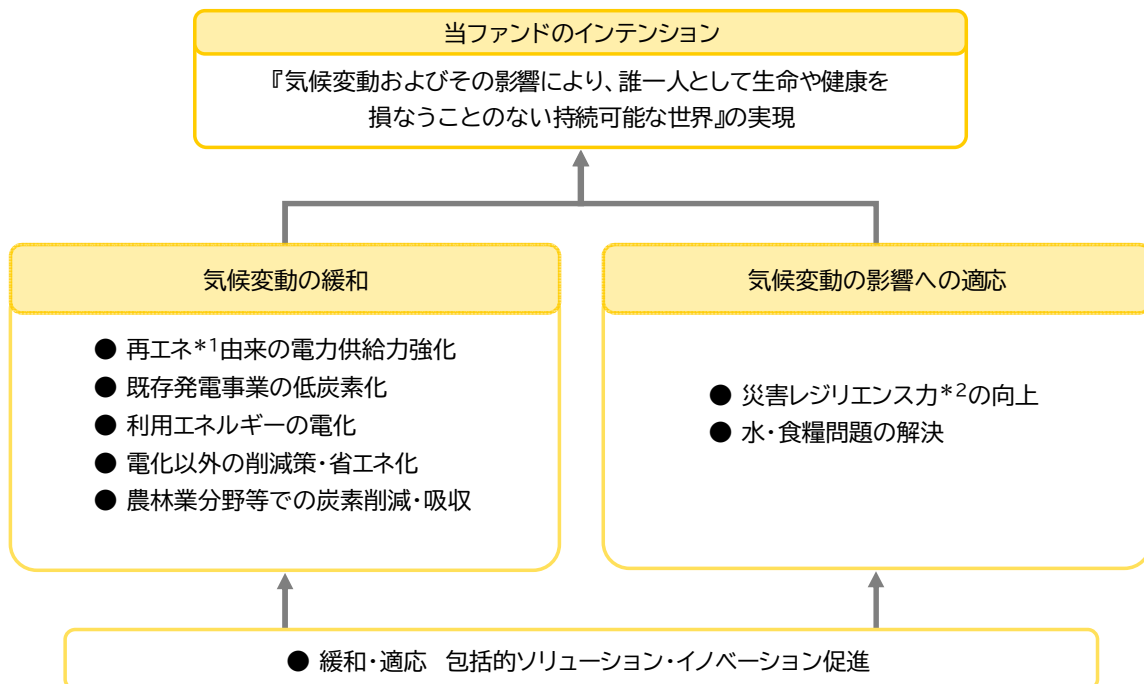 当ファンドのインテンション
『気候変動およびその影響により、誰一人として生命や健康を
損なうことのない持続可能な世界』の実現
気候変動の緩和
● 再エネ*1由来の電力供給力強化
● 既存発電事業の低炭素化
● 利用エネルギーの電化
● 電化以外の削減策・省エネ化
● 農林業分野等での炭素削減・吸収
気候変動の影響への適応
● 災害レジリエンス力*2の向上
● 水・食糧問題の解決
● 緩和・適応　包括的ソリューション・イノベーション促進